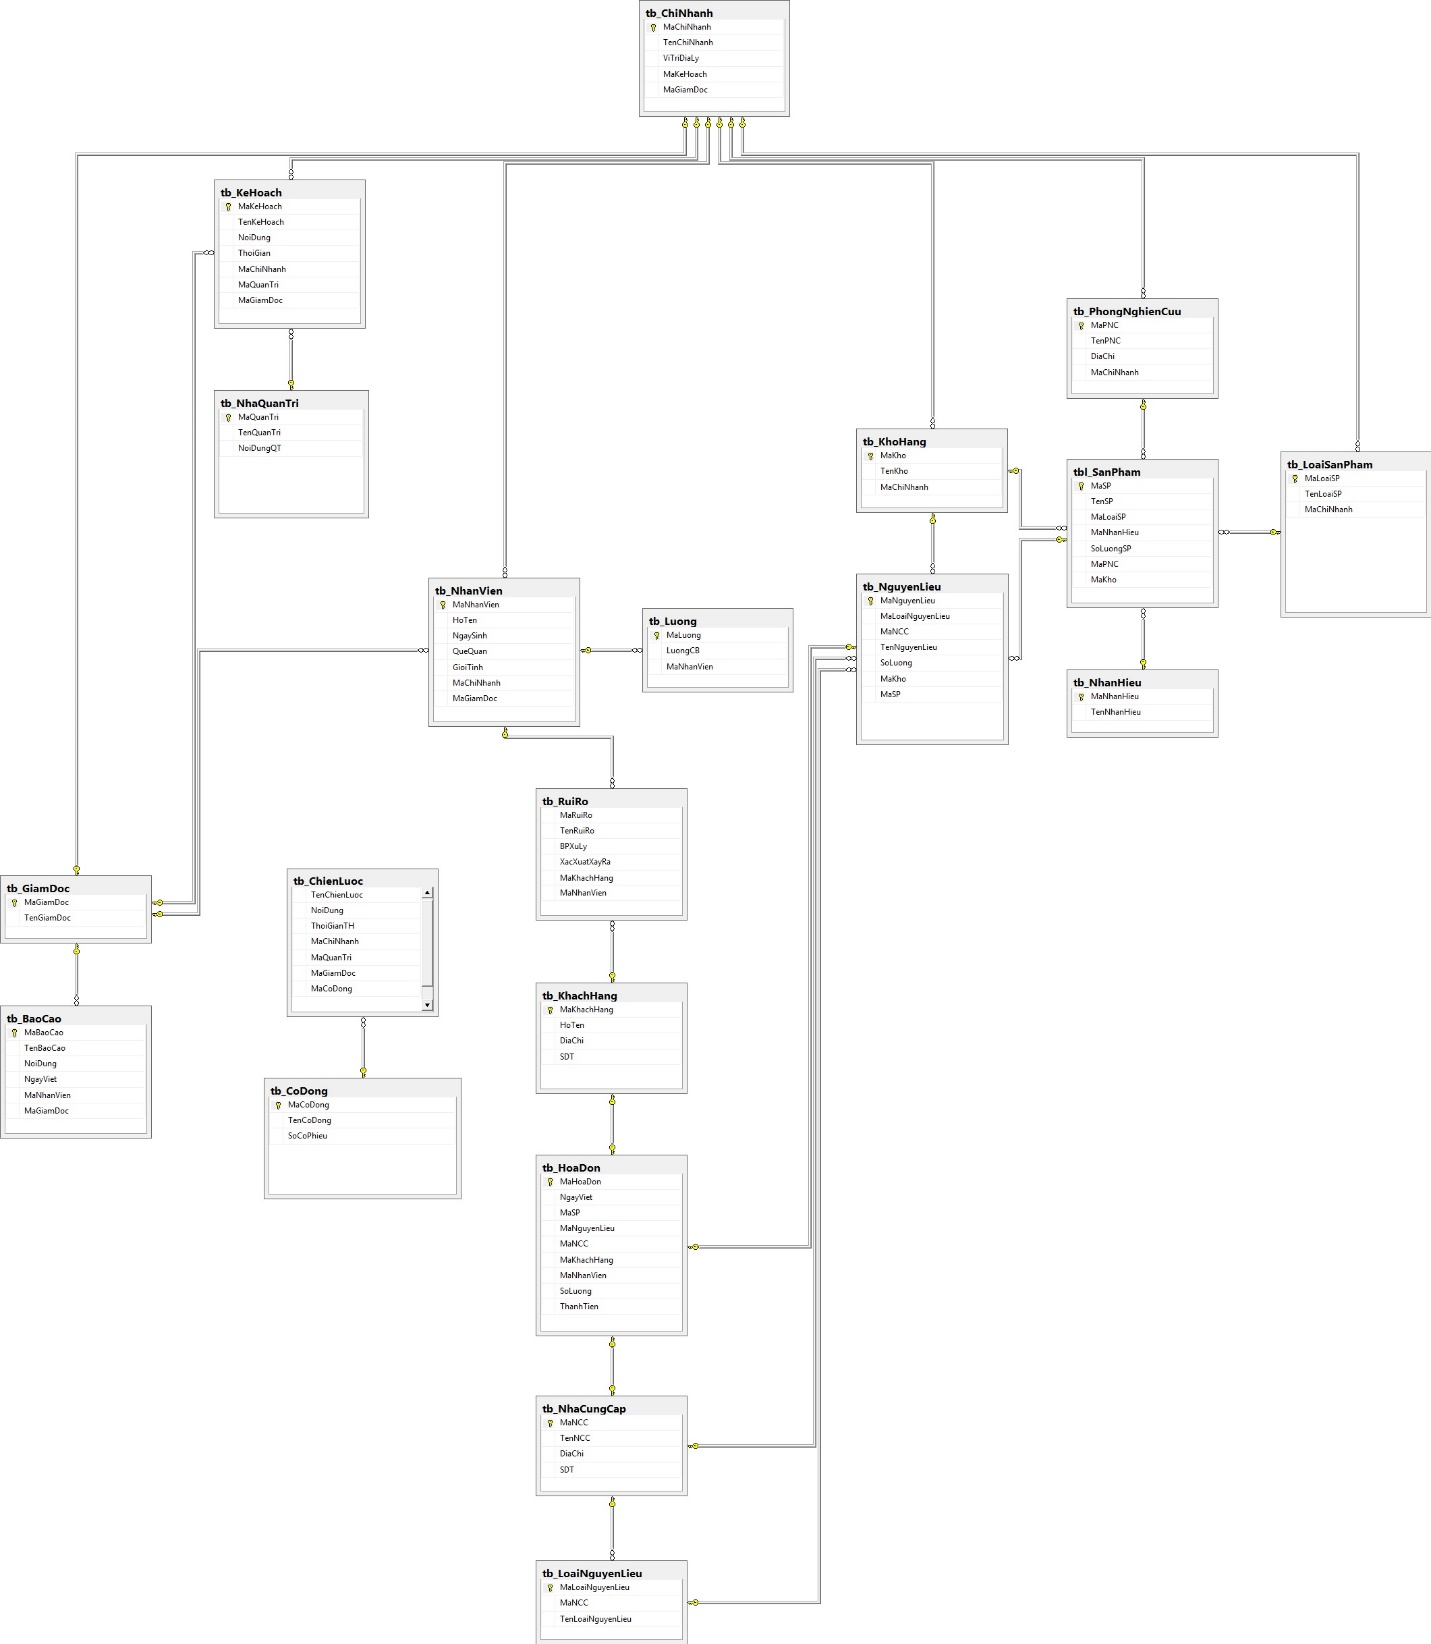 tb_ChiNhanh
MaChiNhanh
TenChiNhanh
ViTriDiaLy
MaKeHoach
MaGiamDoc
tb_KeHoach
MaKeHoach
TenKeHoach
NoiDung
ThoiGian
MaChiNhanh
MaQuanTri
MaGiamDoc
tb_NhaQuanTri
MaQuanTri
TenQuanTri
NoiDungQT
tb_PhongNghienCuu
MaPNC
TenPNC
DiaChi
MaChiNhanh
tb_KhoHang
MaKho
TenKho
MaChiNhanh
tbl_SanPham
MaSP
TenSP
MaLoaiSP
MaNhanHieu
SoLuongSP
MaPNC
MaKho
tb_LoaiSanPham
MaLoaiSP
TenLoaiSP
MaChiNhanh
tb_NhanVien
MaNhanVien
HoTen
NgaySinh
QueQuan
GioiTinh
MaChiNhanh
MaGiamDoc
tb_Luong
MaLuong
LuongCB
MaNhanVien
tb_NguyenLieu
MaNguyenLieu
MaLoaiNguyenLieu
MaNCC
TenNguyenLieu
SoLuong
MaKho
MaSP
tb_NhanHieu
MaNhanHieu
TenNhanHieu
tb_RuiRo
MaRuiRo
TenRuiRo
BPXuLy
XacXuatXayRa
MaKhachHang
MaNhanVien
tb_GiamDoc
MaGiamDoc
TenGiamDoc
tb_ChienLuoc
TenChienLuoc
NoiDung
ThoiGianTH
MaChiNhanh
MaQuanTri
MaGiamDoc
MaCoDong
tb_BaoCao
MaBaoCao
TenBaoCao
NoiDung
NgayViet
MaNhanVien
MaGiamDoc
tb_CoDong
MaCoDong
TenCoDong
SoCoPhieu
tb_KhachHang
MaKhachHang
HoTen
DiaChi
SDT
tb_HoaDon
MaHoaDon
NgayViet
MaSP
MaNguyenLieu
MaNCC
MaKhachHang
MaNhanVien
SoLuong
ThanhTien
tb_NhaCungCap
MaNCC
TenNCC
DiaChi
SDT
tb_LoaiNguyenLieu
MaLoaiNguyenLieu
MaNCC
TenLoaiNguyenLieu